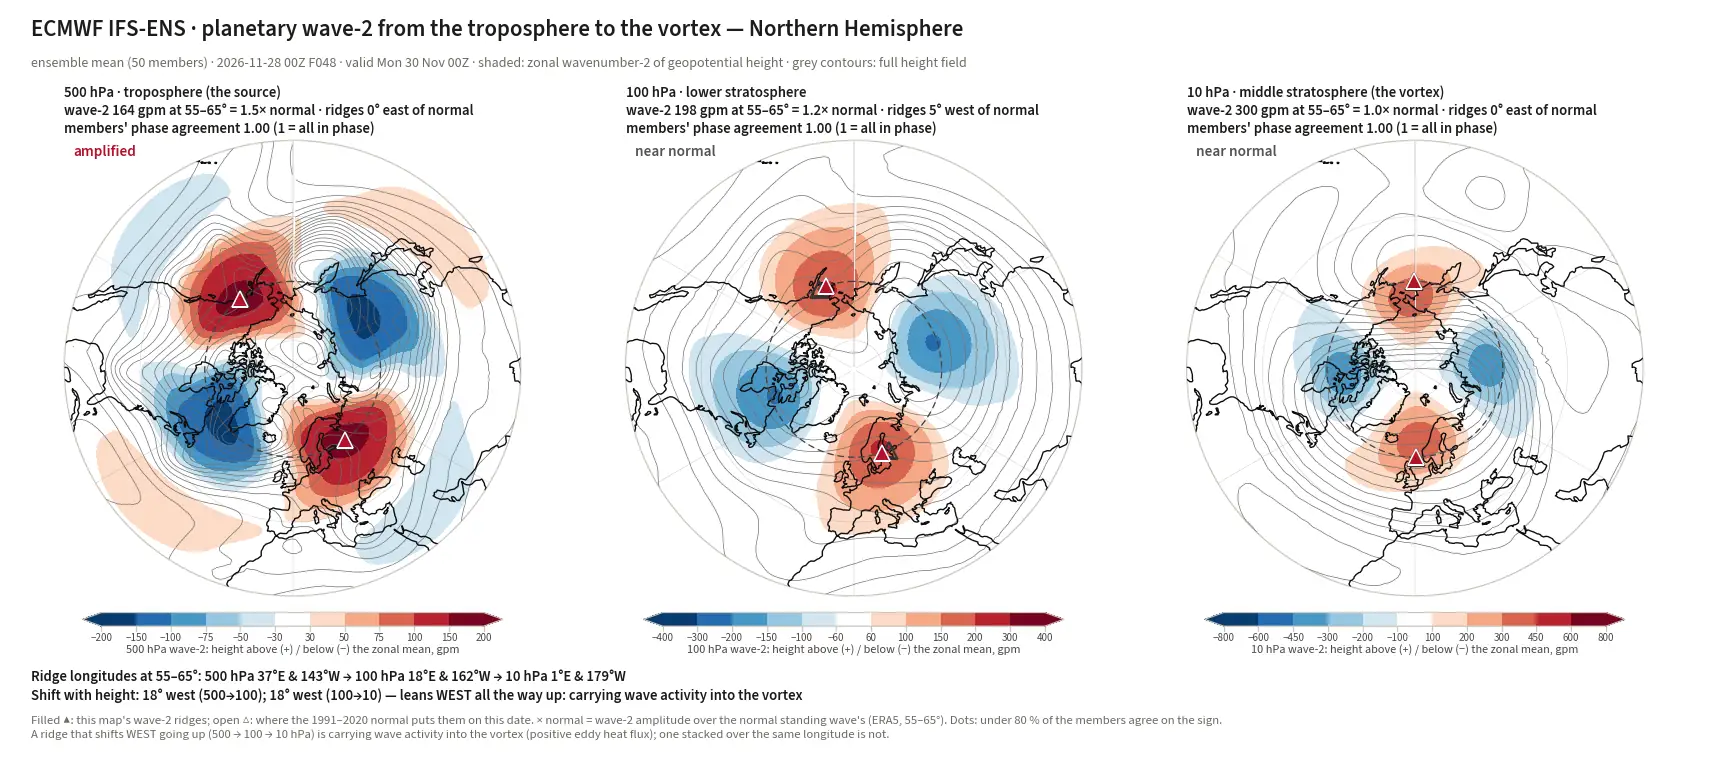 ECMWF IFS-ENS · planetary wave-2 from the troposphere to the vortex — Northern Hemisphere
ensemble mean (50 members) · 2026-11-28 00Z F048 · valid Mon 30 Nov 00Z · shaded: zonal wavenumber-2 of geopotential height · grey contours: full height field
500 hPa · troposphere (the source)
wave-2 164 gpm at 55–65° = 1.5× normal · ridges 0° east of normal
members' phase agreement 1.00 (1 = all in phase)
amplified
100 hPa · lower stratosphere
wave-2 198 gpm at 55–65° = 1.2× normal · ridges 5° west of normal
members' phase agreement 1.00 (1 = all in phase)
near normal
10 hPa · middle stratosphere (the vortex)
wave-2 300 gpm at 55–65° = 1.0× normal · ridges 0° east of normal
members' phase agreement 1.00 (1 = all in phase)
near normal
−200 −150 −100 −75 −50 −30 30 50 75 100 150 200
500 hPa wave-2: height above (+) / below (−) the zonal mean, gpm
−400 −300 −200 −150 −100 −60 60 100 150 200 300 400
100 hPa wave-2: height above (+) / below (−) the zonal mean, gpm
−800 −600 −450 −300 −200 −100 100 200 300 450 600 800
10 hPa wave-2: height above (+) / below (−) the zonal mean, gpm
Ridge longitudes at 55–65°: 500 hPa 37°E & 143°W → 100 hPa 18°E & 162°W → 10 hPa 1°E & 179°W
Shift with height: 18° west (500→100); 18° west (100→10) — leans WEST all the way up: carrying wave activity into the vortex
Filled ▲: this map's wave-2 ridges; open △: where the 1991–2020 normal puts them on this date. × normal = wave-2 amplitude over the normal standing wave's (ERA5, 55–65°). Dots: under 80 % of the members agree on the sign.
A ridge that shifts WEST going up (500 → 100 → 10 hPa) is carrying wave activity into the vortex (positive eddy heat flux); one stacked over the same longitude is not.